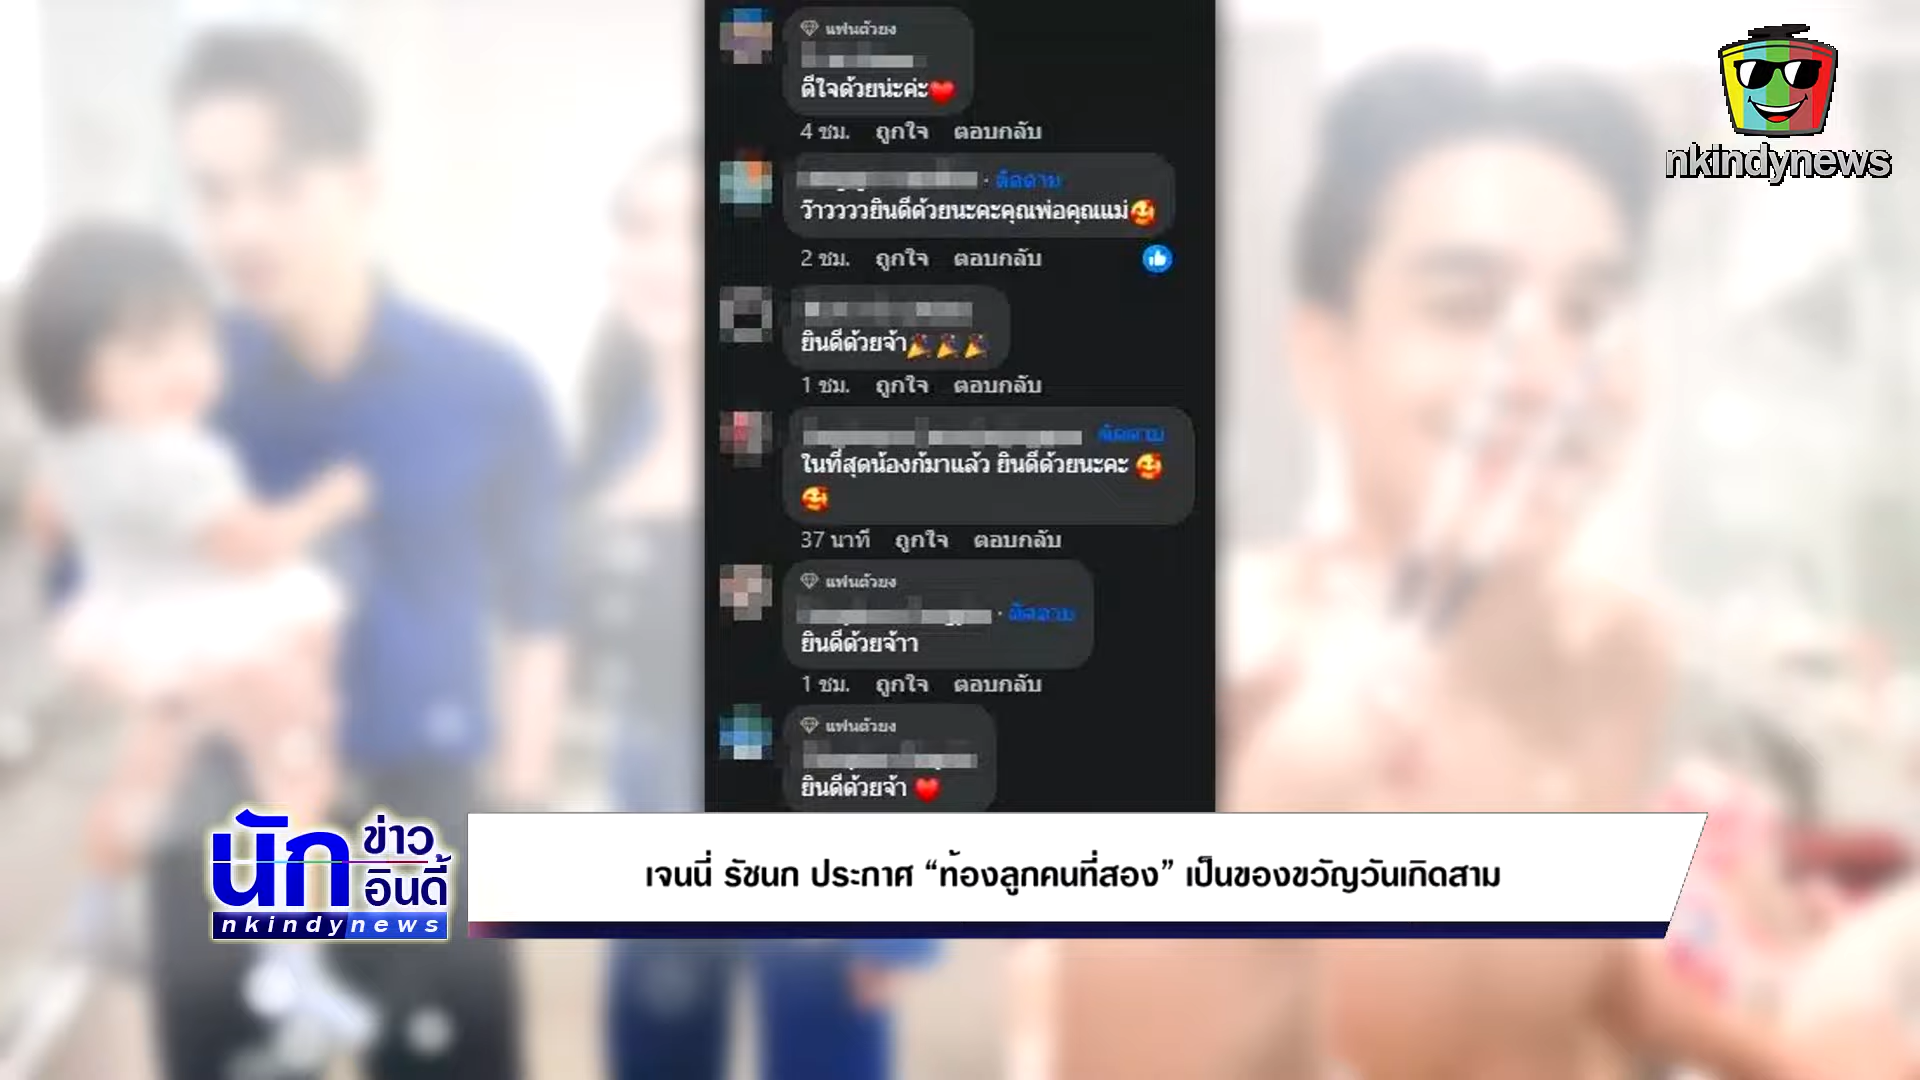 แฟนตัวยง
ดีใจด้วยน่ะค่ะ❤️
4 ชม. ถูกใจ ตอบกลับ
· ติดตาม
ว๊าววววยินดีด้วยนะคะคุณพ่อคุณแม่🥰
2 ชม. ถูกใจ ตอบกลับ
ยินดีด้วยจ้า🎉🎉🎉
1 ชม. ถูกใจ ตอบกลับ
ติดตาม
ในที่สุดน้องก้มาแล้ว ยินดีด้วยนะคะ 🥰
🥰
37 นาที ถูกใจ ตอบกลับ
แฟนตัวยง
· ติดตาม
ยินดีด้วยจ้าา
1 ชม. ถูกใจ ตอบกลับ
แฟนตัวยง
ยินดีด้วยจ้า ❤️
nkindynews
นักข่าวอินดี้
nkindynews
เจนนี่ รัชนก ประกาศ “ท้องลูกคนที่สอง” เป็นของขวัญวันเกิดสาม